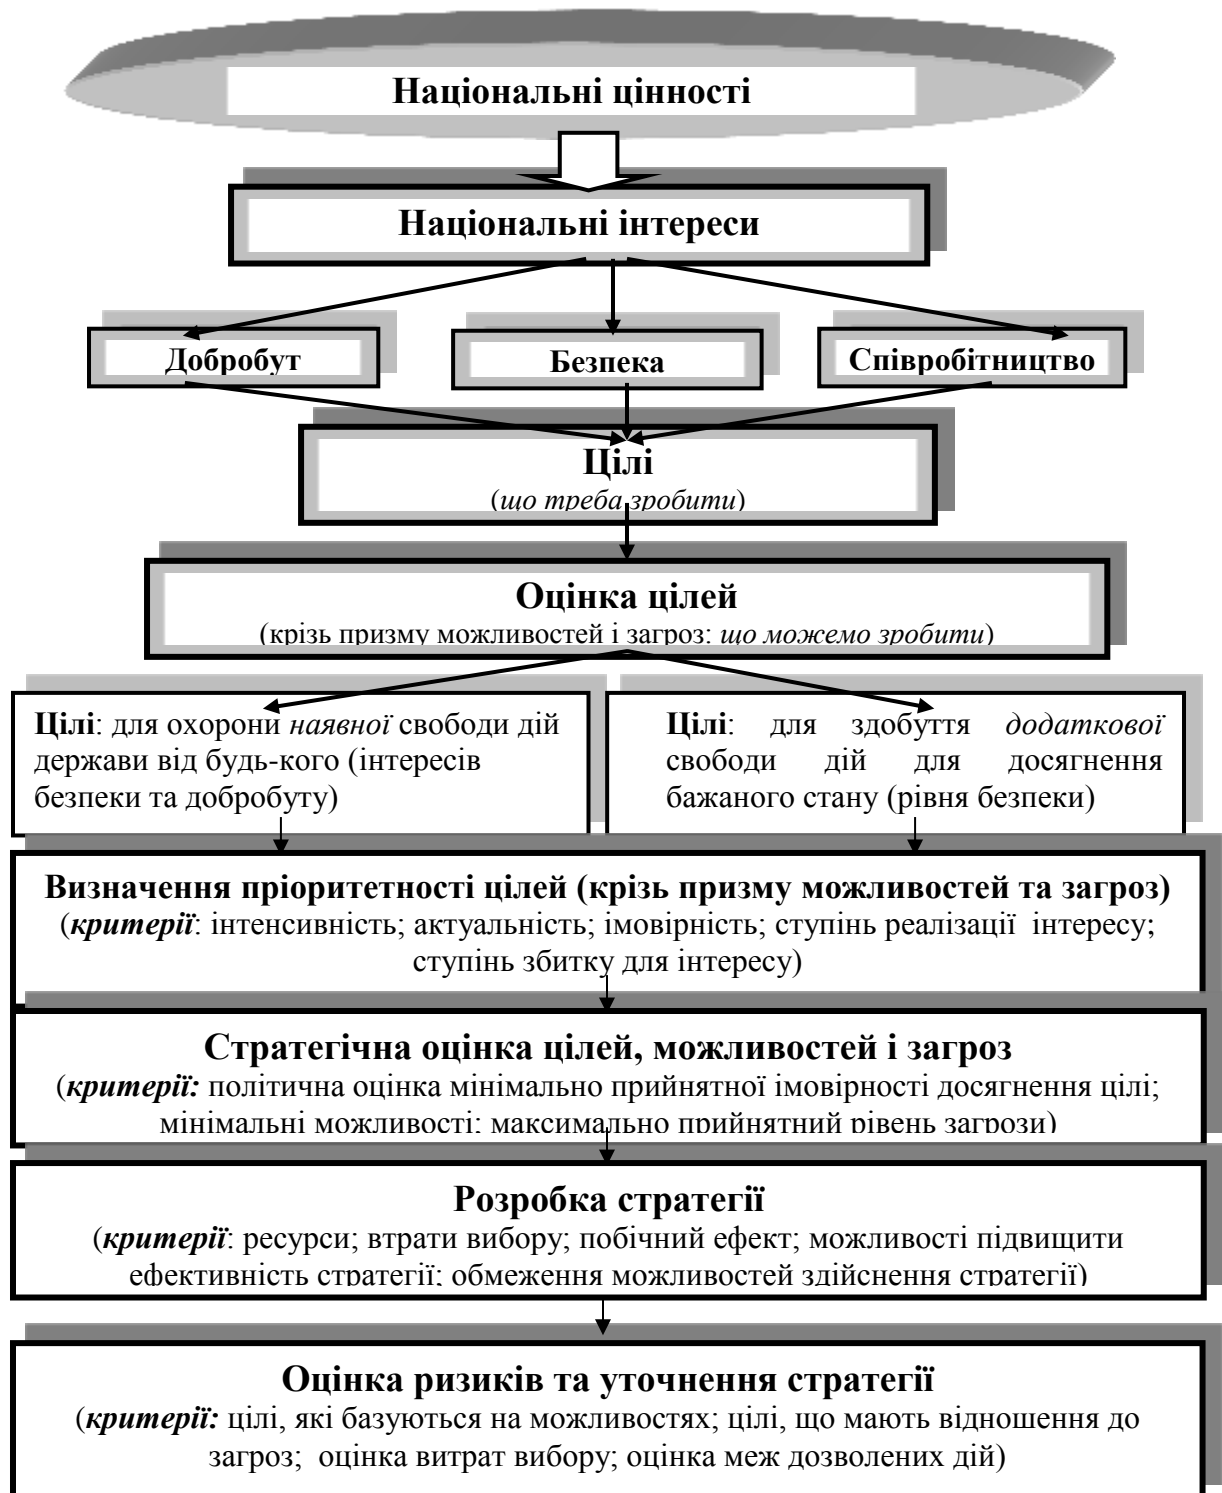 Національні цінності
Національні інтереси
Добробут
Безпека
Співробітництво
Цілі
(що треба зробити)
Оцінка цілей
(крізь призму можливостей і загроз: що можемо зробити)
Цілі: для охорони наявної свободи дій
держави від будь-кого (інтересів
безпеки та добробуту)
Цілі: для здобуття додаткової
свободи дій для досягнення
бажаного стану (рівня безпеки)
Визначення пріоритетності цілей (крізь призму можливостей та загроз)
(критерії: інтенсивність; актуальність; імовірність; ступінь реалізації інтересу;
ступінь збитку для інтересу)
Стратегічна оцінка цілей, можливостей і загроз
(критерії: політична оцінка мінімально прийнятної імовірності досягнення цілі;
мінімальні можливості; максимально прийнятний рівень загрози)
Розробка стратегії
(критерії: ресурси; втрати вибору; побічний ефект; можливості підвищити
ефективність стратегії; обмеження можливостей здійснення стратегії)
Оцінка ризиків та уточнення стратегії
(критерії: цілі, які базуються на можливостях; цілі, що мають відношення до
загроз; оцінка витрат вибору; оцінка меж дозволених дій)